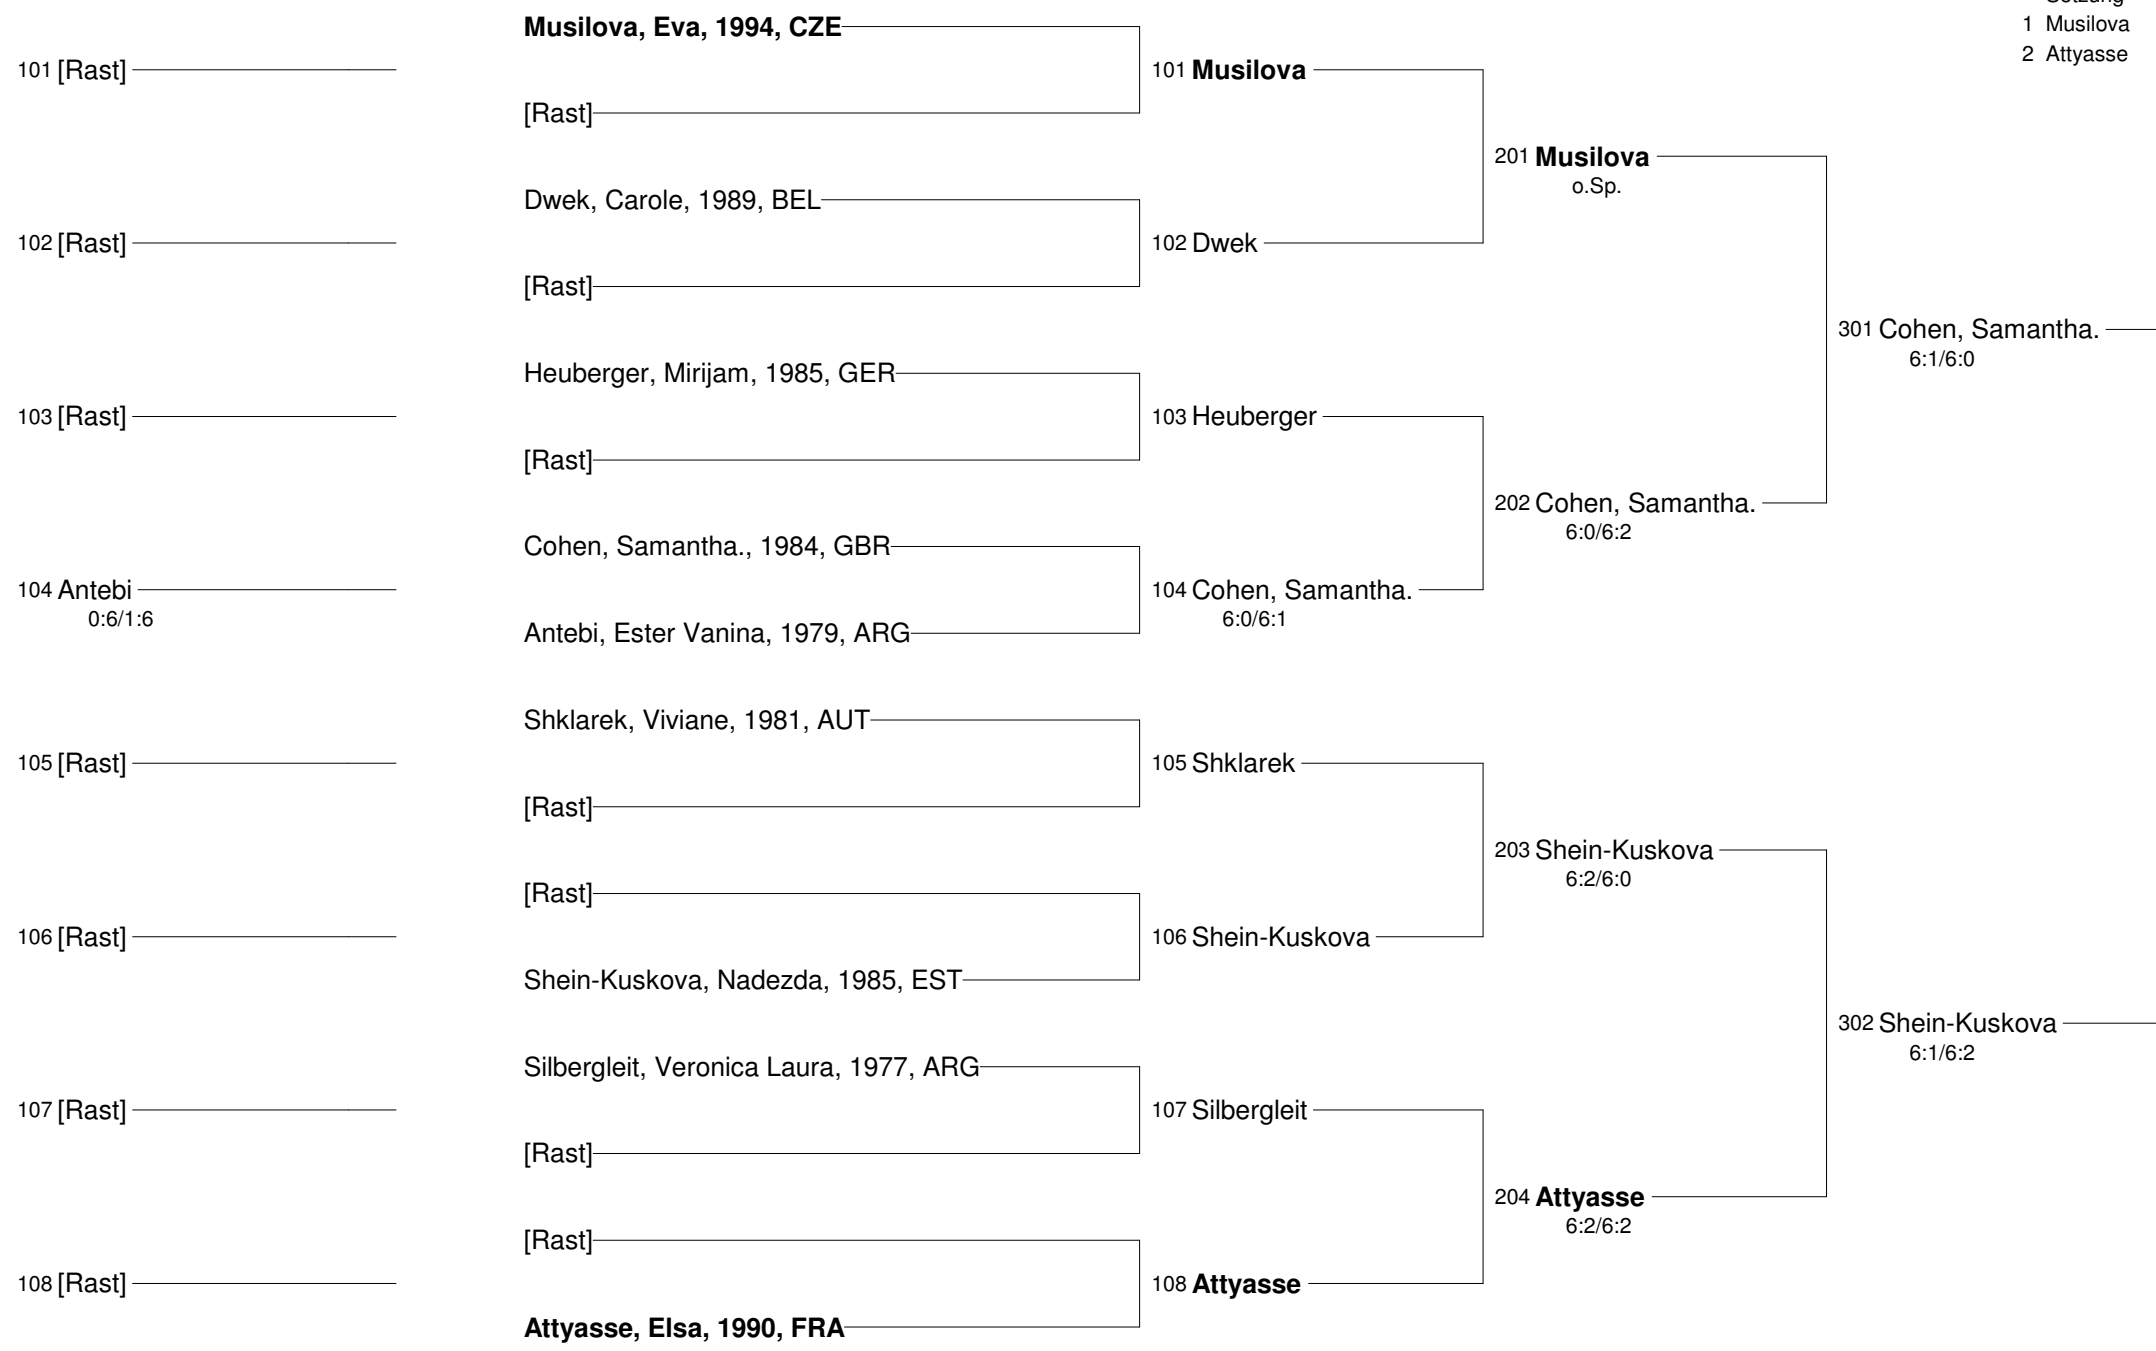 Setzung
1 Musilova
2 Attyasse
Musilova, Eva, 1994, CZE
101 [Rast]
101 Musilova
[Rast]
201 Musilova
o.Sp.
Dwek, Carole, 1989, BEL
102 [Rast]
102 Dwek
[Rast]
301 Cohen, Samantha.
6:1/6:0
Heuberger, Mirijam, 1985, GER
103 [Rast]
103 Heuberger
[Rast]
202 Cohen, Samantha.
6:0/6:2
Cohen, Samantha., 1984, GBR
104 Antebi
0:6/1:6
104 Cohen, Samantha.
6:0/6:1
Antebi, Ester Vanina, 1979, ARG
Shklarek, Viviane, 1981, AUT
105 [Rast]
105 Shklarek
[Rast]
203 Shein-Kuskova
6:2/6:0
[Rast]
106 [Rast]
106 Shein-Kuskova
Shein-Kuskova, Nadezda, 1985, EST
302 Shein-Kuskova
6:1/6:2
Silbergleit, Veronica Laura, 1977, ARG
107 [Rast]
107 Silbergleit
[Rast]
204 Attyasse
6:2/6:2
[Rast]
108 [Rast]
108 Attyasse
Attyasse, Elsa, 1990, FRA